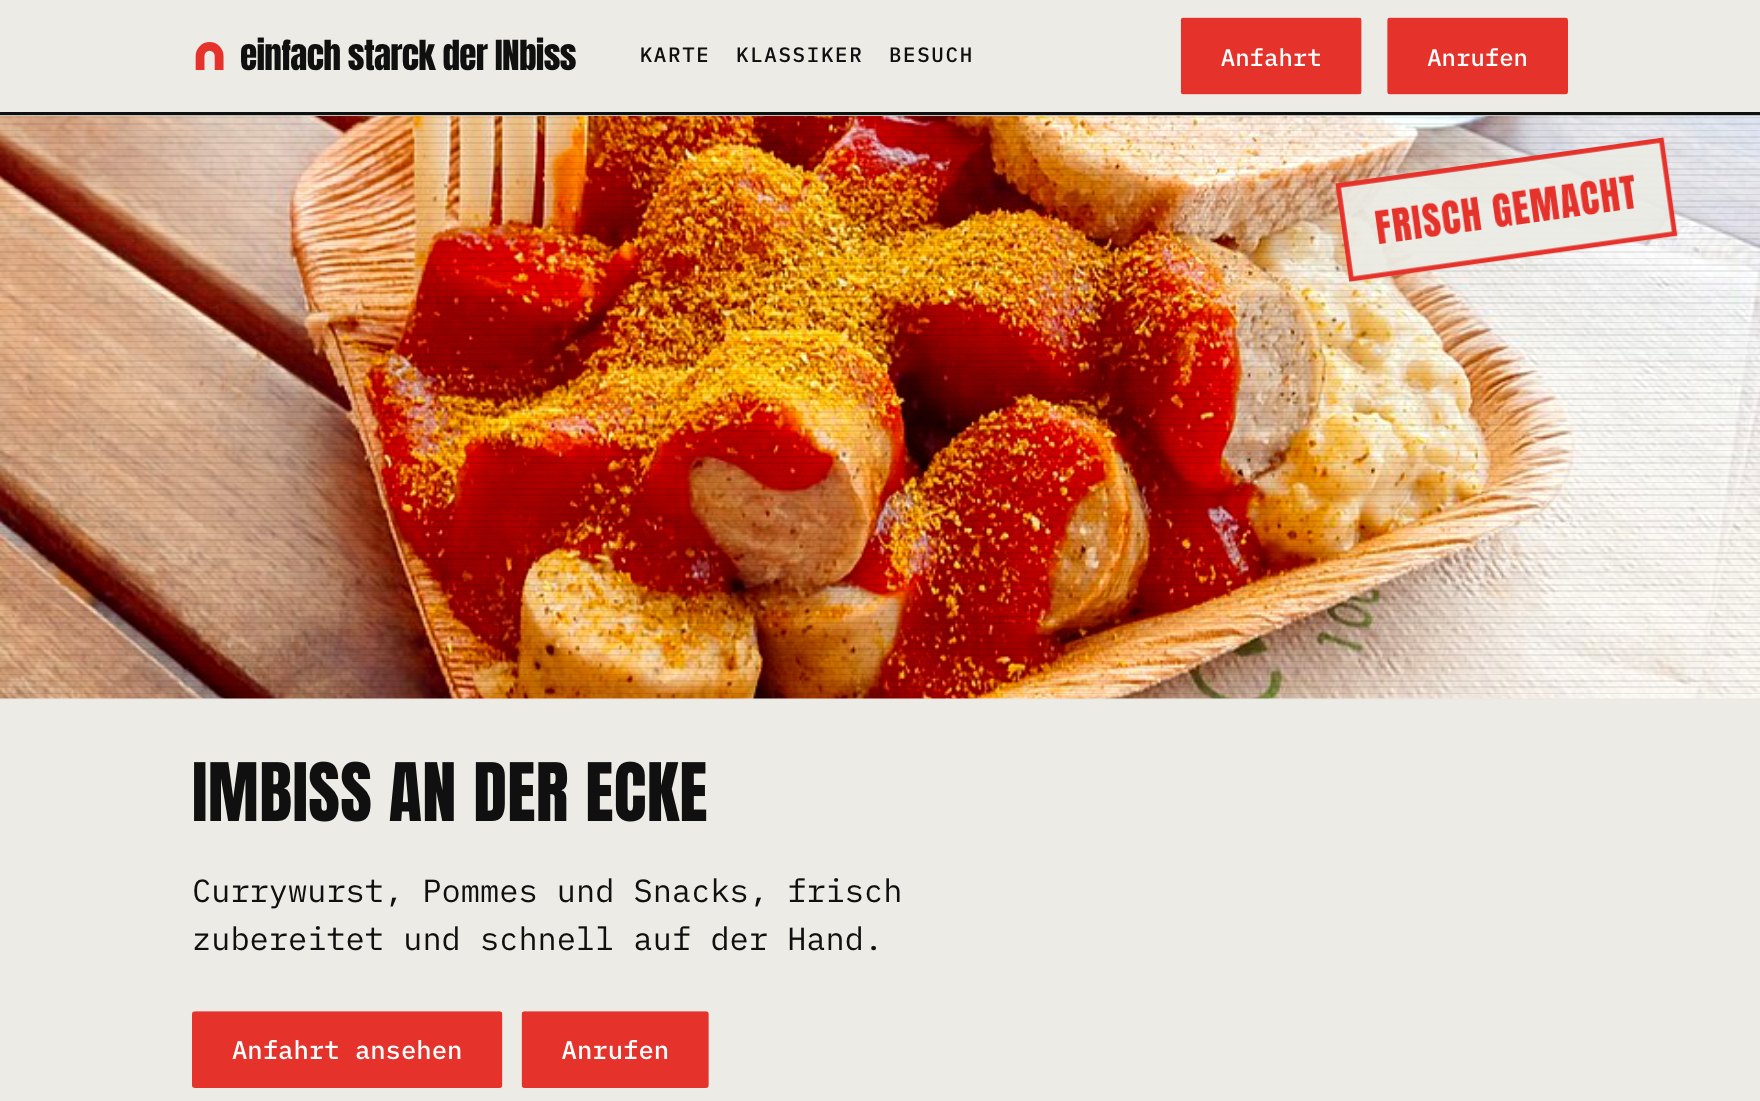 einfach starck der INbiss
KARTE KLASSIKER BESUCH
Anfahrt
Anrufen
FRISCH GEMACHT
IMBISS AN DER ECKE
Currywurst, Pommes und Snacks, frisch
zubereitet und schnell auf der Hand.
Anfahrt ansehen
Anrufen